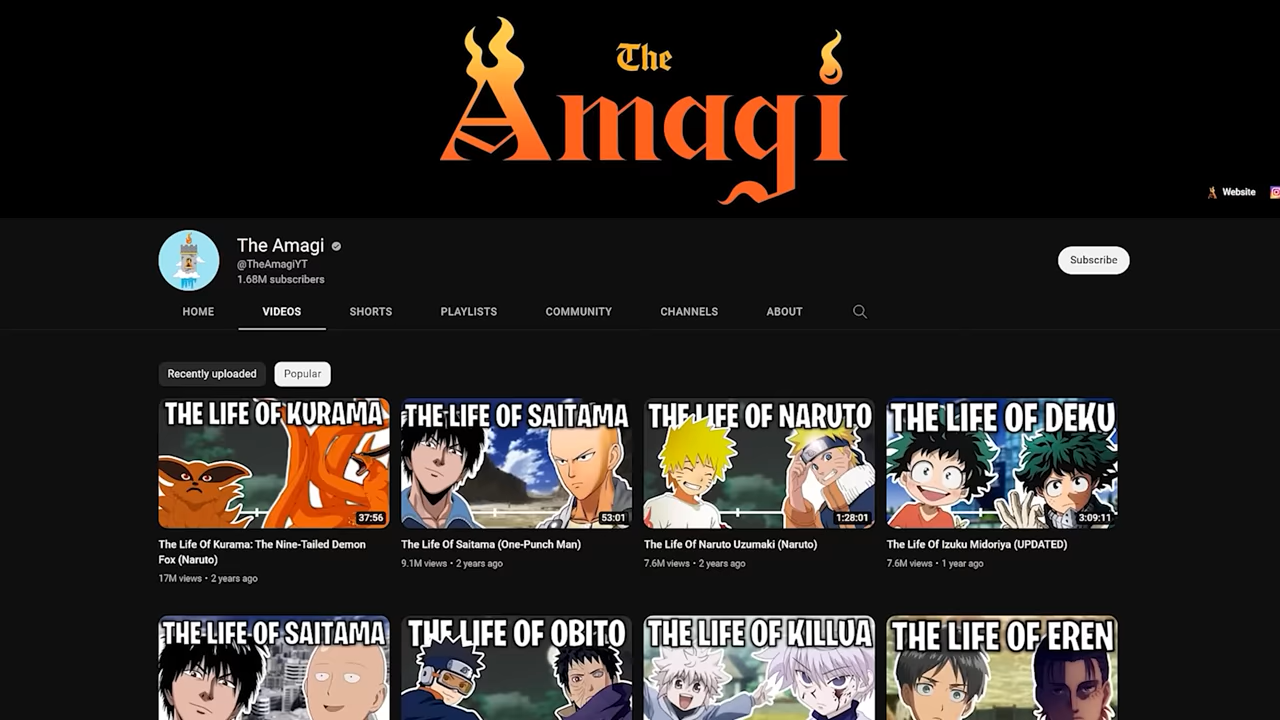 The
Amagi
Website
The Amagi
@TheAmagiYT
1.68M subscribers
Subscribe
HOME VIDEOS SHORTS PLAYLISTS COMMUNITY CHANNELS ABOUT
Recently uploaded Popular
THE LIFE OF KURAMA THE LIFE OF SAITAMA THE LIFE OF NARUTO THE LIFE OF DEKU
37:56 53:01 1:28:01 3:09:11
The Life Of Kurama: The Nine-Tailed Demon
Fox (Naruto)
17M views • 2 years ago
The Life Of Saitama (One-Punch Man)
9.1M views • 2 years ago
The Life Of Naruto Uzumaki (Naruto)
7.6M views • 2 years ago
The Life Of Izuku Midoriya (UPDATED)
7.6M views • 1 year ago
THE LIFE OF SAITAMA THE LIFE OF OBITO THE LIFE OF KILLUA THE LIFE OF EREN